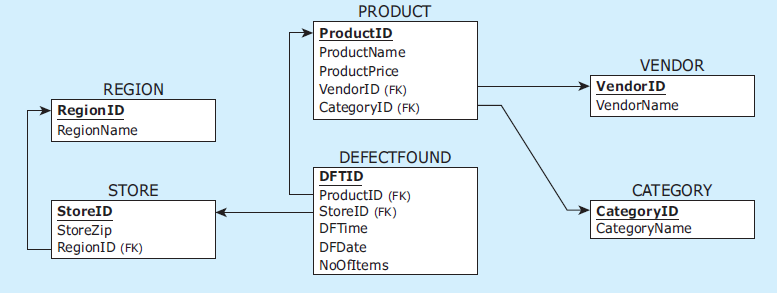 PRODUCT
ProductID
ProductName
ProductPrice
VendorID (FK)
CategoryID (FK)
VENDOR
VendorID
VendorName
REGION
RegionID
RegionName
DEFECTFOUND
DFTID
ProductID (FK)
StoreID (FK)
DFTime
DFDate
NoOfItems
STORE
StoreID
StoreZip
RegionID (FK)
CATEGORY
CategoryID
CategoryName